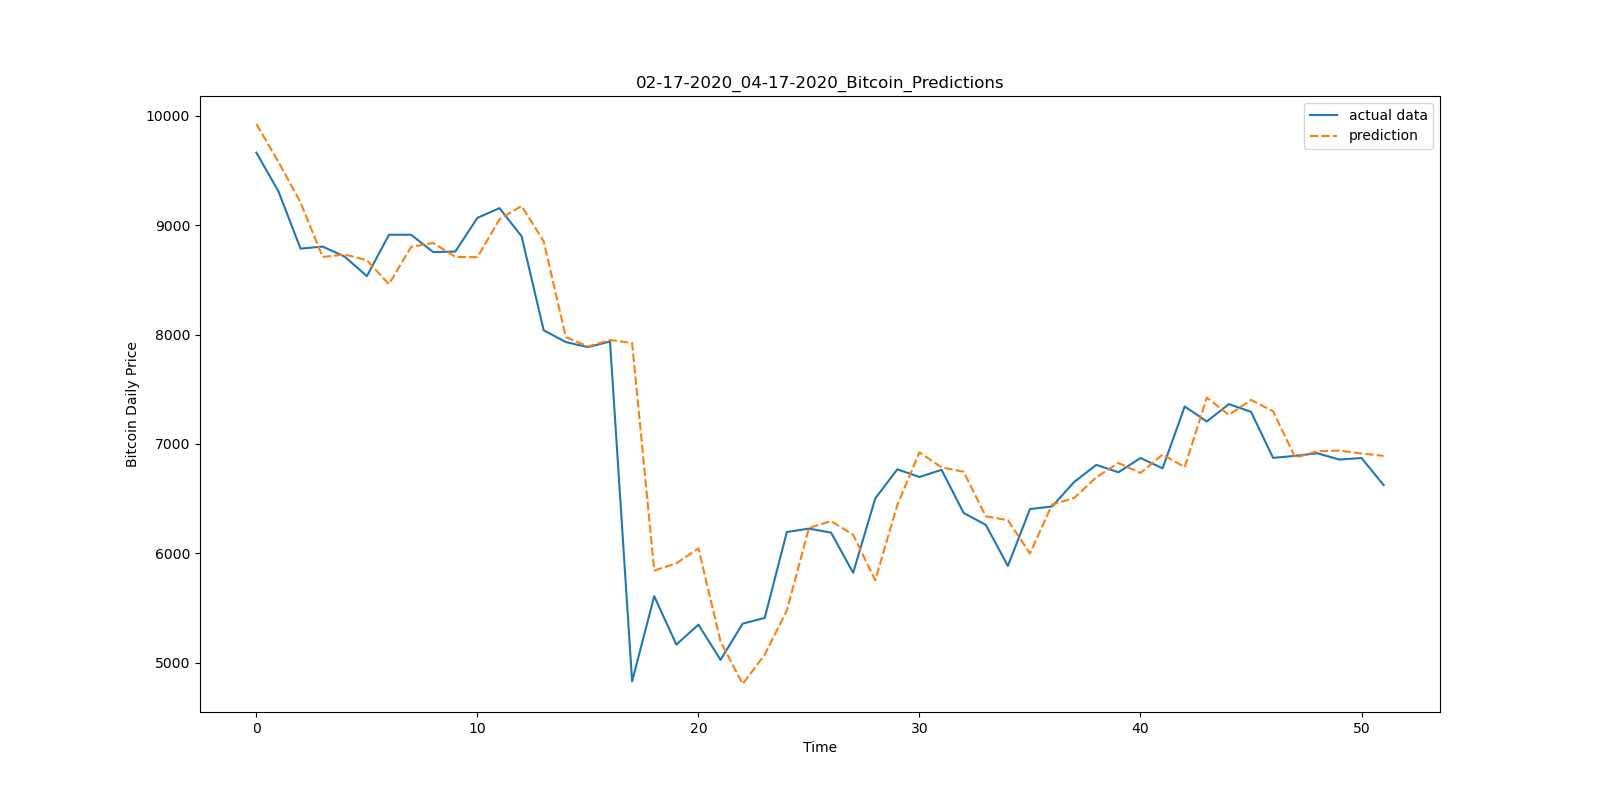 02-17-2020_04-17-2020_Bitcoin_Predictions
actual data
prediction
10000
9000
8000
7000
6000
5000
Bitcoin Daily Price
0 10 20 30 40 50
Time